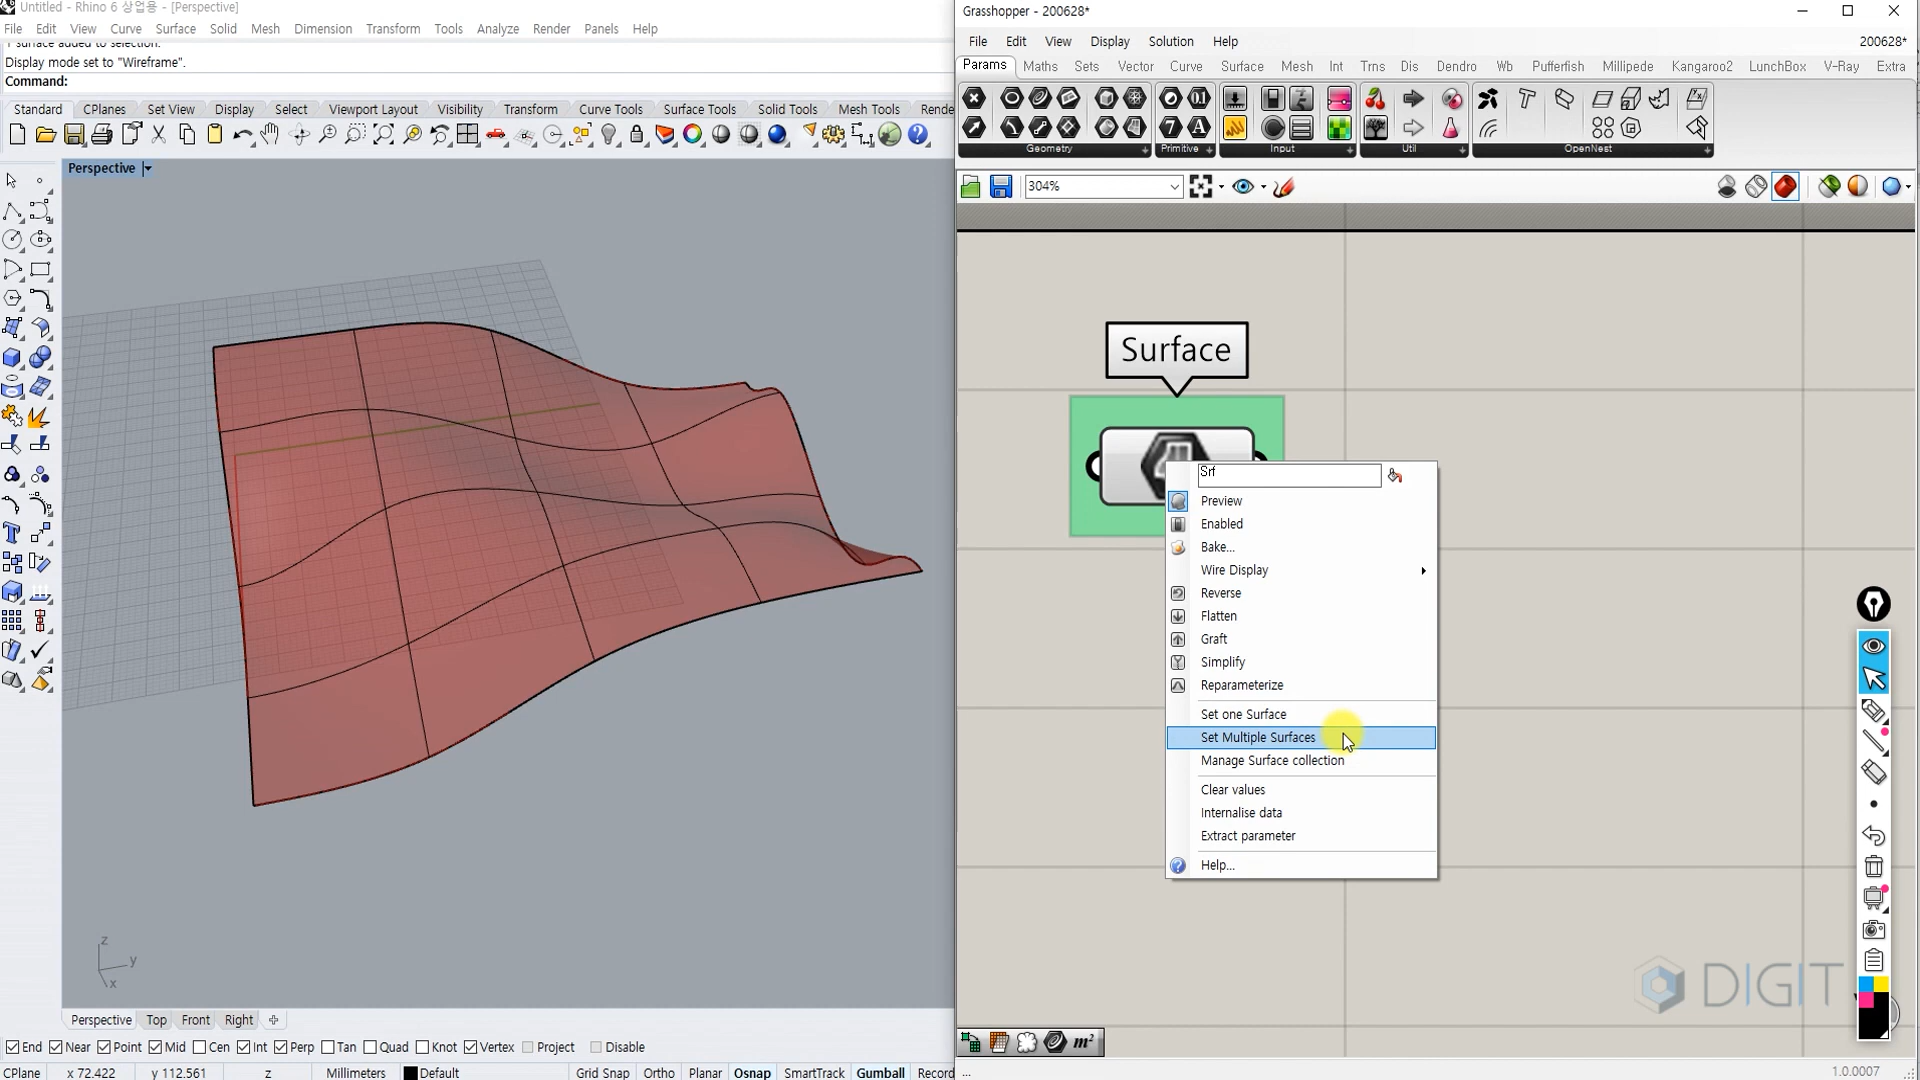 Untitled - Rhino 6 상업용 - [Perspective]
File Edit View Curve Surface Solid Mesh Dimension Transform Tools Analyze Render Panels Help
1 surface added to selection.
Display mode set to "Wireframe".
Command:
Standard CPlanes Set View Display Select Viewport Layout Visibility Transform Curve Tools Surface Tools Solid Tools Mesh Tools Rende
Perspective
z
y
x
Perspective Top Front Right
End Near Point Mid Cen Int Perp Tan Quad Knot Vertex Project Disable
CPlane x 72.422 y 112.561 z Millimeters Default Grid Snap Ortho Planar Osnap SmartTrack Gumball Record
Grasshopper - 200628*
File Edit View Display Solution Help 200628*
Params Maths Sets Vector Curve Surface Mesh Int Trns Dis Dendro Wb Pufferfish Millipede Kangaroo2 LunchBox V-Ray Extra
Geometry Primitive Input Util OpenNest
304%
Surface
Srf
Preview
Enabled
Bake...
Wire Display
Reverse
Flatten
Graft
Simplify
Reparameterize
Set one Surface
Set Multiple Surfaces
Manage Surface collection
Clear values
Internalise data
Extract parameter
Help...
DIGIT
m²
... 1.0.0007